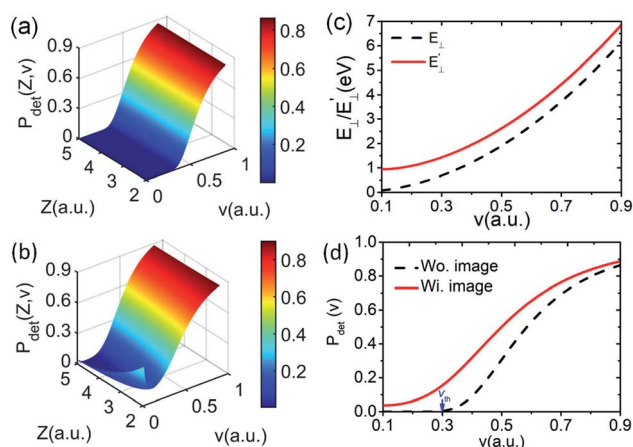 (a)
0.9
0.6
0.3
0
P_det(Z,v)
5
4
3
2
Z(a.u.)
0
0.5
1
v(a.u.)
0.8
0.6
0.4
0.2
(b)
0.9
0.6
0.3
0
P_det(Z,v)
5
4
3
2
Z(a.u.)
0
0.5
1
v(a.u.)
0.8
0.6
0.4
0.2
(c)
7
6
5
4
3
2
1
0
E⊥/E'⊥(eV)
E⊥
E'⊥
0.1 0.3 0.5 0.7 0.9
v(a.u.)
(d)
1.0
0.8
0.6
0.4
0.2
0.0
P_det(v)
Wo. image
Wi. image
v_th
0.1 0.3 0.5 0.7 0.9
v(a.u.)